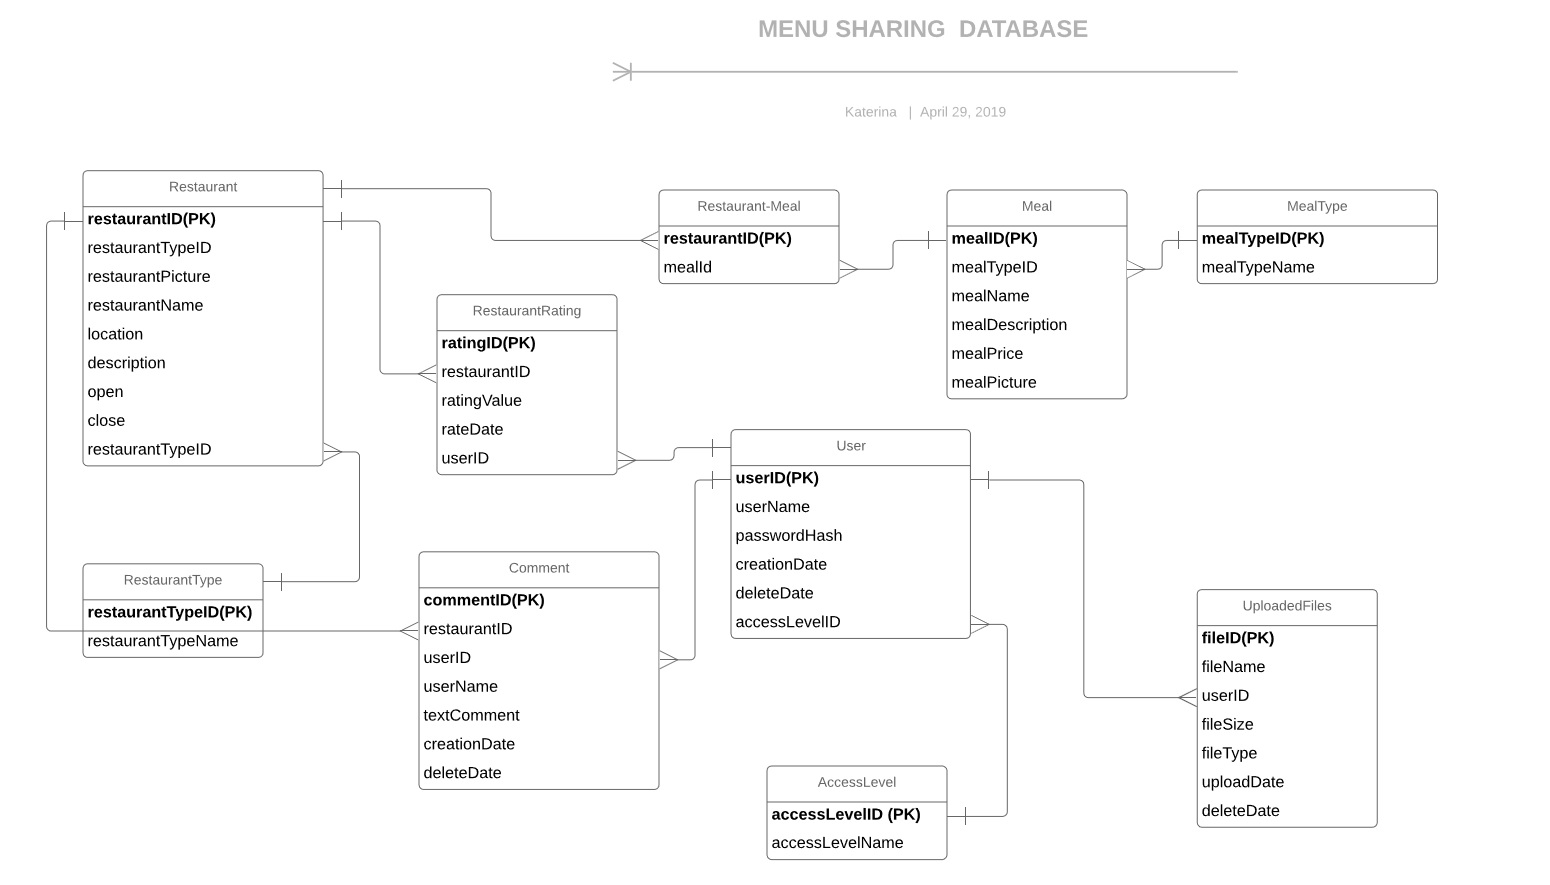 MENU SHARING  DATABASE
Katerina | April 29, 2019
Restaurant
restaurantID(PK)
restaurantTypeID
restaurantPicture
restaurantName
location
description
open
close
restaurantTypeID
Restaurant-Meal
restaurantID(PK)
mealId
Meal
mealID(PK)
mealTypeID
mealName
mealDescription
mealPrice
mealPicture
MealType
mealTypeID(PK)
mealTypeName
RestaurantRating
ratingID(PK)
restaurantID
ratingValue
rateDate
userID
User
userID(PK)
userName
passwordHash
creationDate
deleteDate
accessLevelID
RestaurantType
restaurantTypeID(PK)
restaurantTypeName
Comment
commentID(PK)
restaurantID
userID
userName
textComment
creationDate
deleteDate
UploadedFiles
fileID(PK)
fileName
userID
fileSize
fileType
uploadDate
deleteDate
AccessLevel
accessLevelID (PK)
accessLevelName